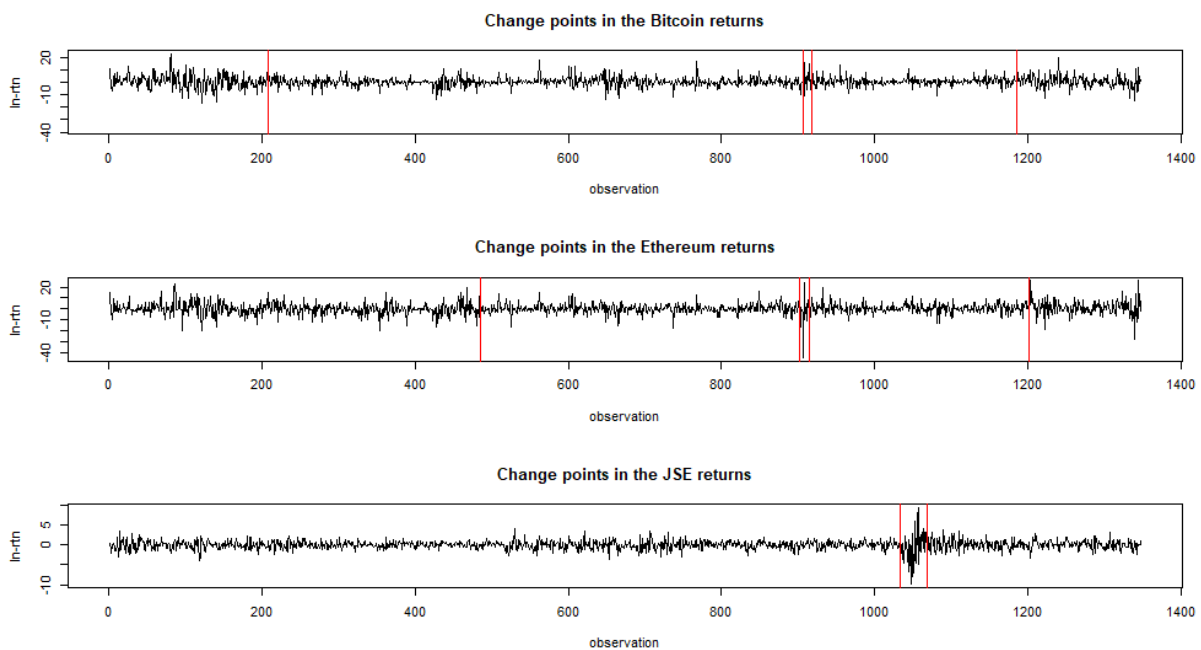 Change points in the Bitcoin returns
ln-rtn
20
-10
-40
0 200 400 600 800 1000 1200 1400
observation
Change points in the Ethereum returns
ln-rtn
20
-10
-40
0 200 400 600 800 1000 1200 1400
observation
Change points in the JSE returns
ln-rtn
5
0
-10
0 200 400 600 800 1000 1200 1400
observation